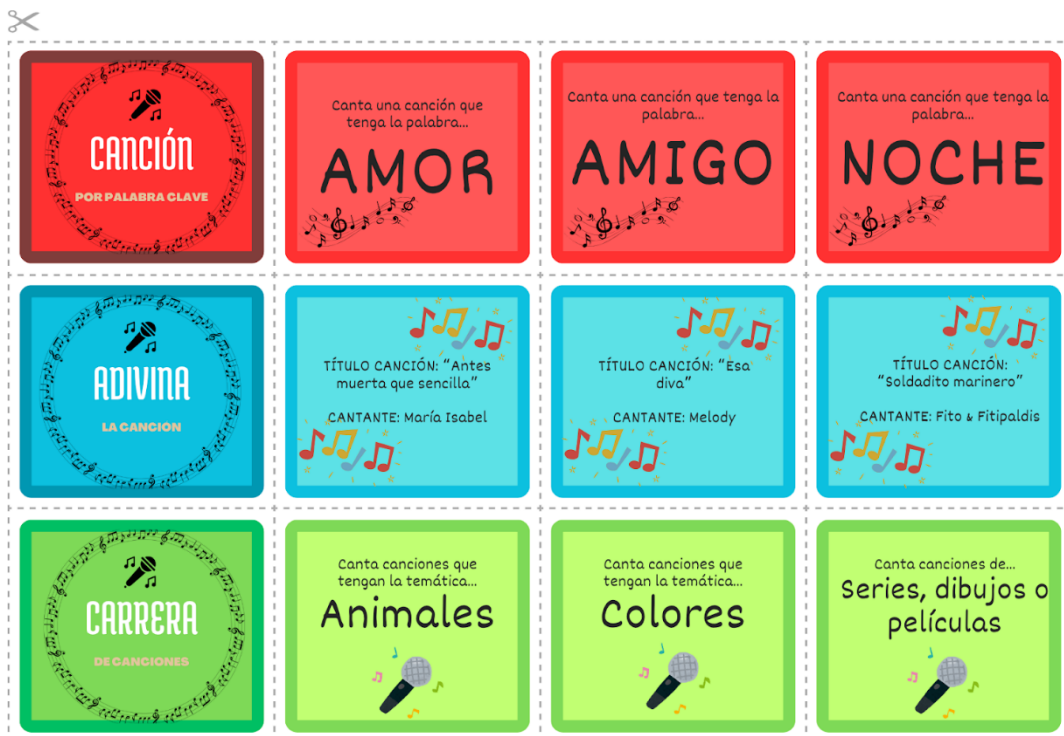 CANCIÓN
POR PALABRA CLAVE
Canta una canción que
tenga la palabra...
AMOR
Canta una canción que tenga la
palabra...
AMIGO
Canta una canción que tenga la
palabra...
NOCHE
ADIVINA
LA CANCIÓN
TÍTULO CANCIÓN: “Antes
muerta que sencilla”
CANTANTE: María Isabel
TÍTULO CANCIÓN: “Esa
diva”
CANTANTE: Melody
TÍTULO CANCIÓN:
“Soldadito marinero”
CANTANTE: Fito & Fitipaldis
CARRERA
DE CANCIONES
Canta canciones que
tengan la temática...
Animales
Canta canciones que
tengan la temática...
Colores
Canta canciones de...
Series, dibujos o
películas